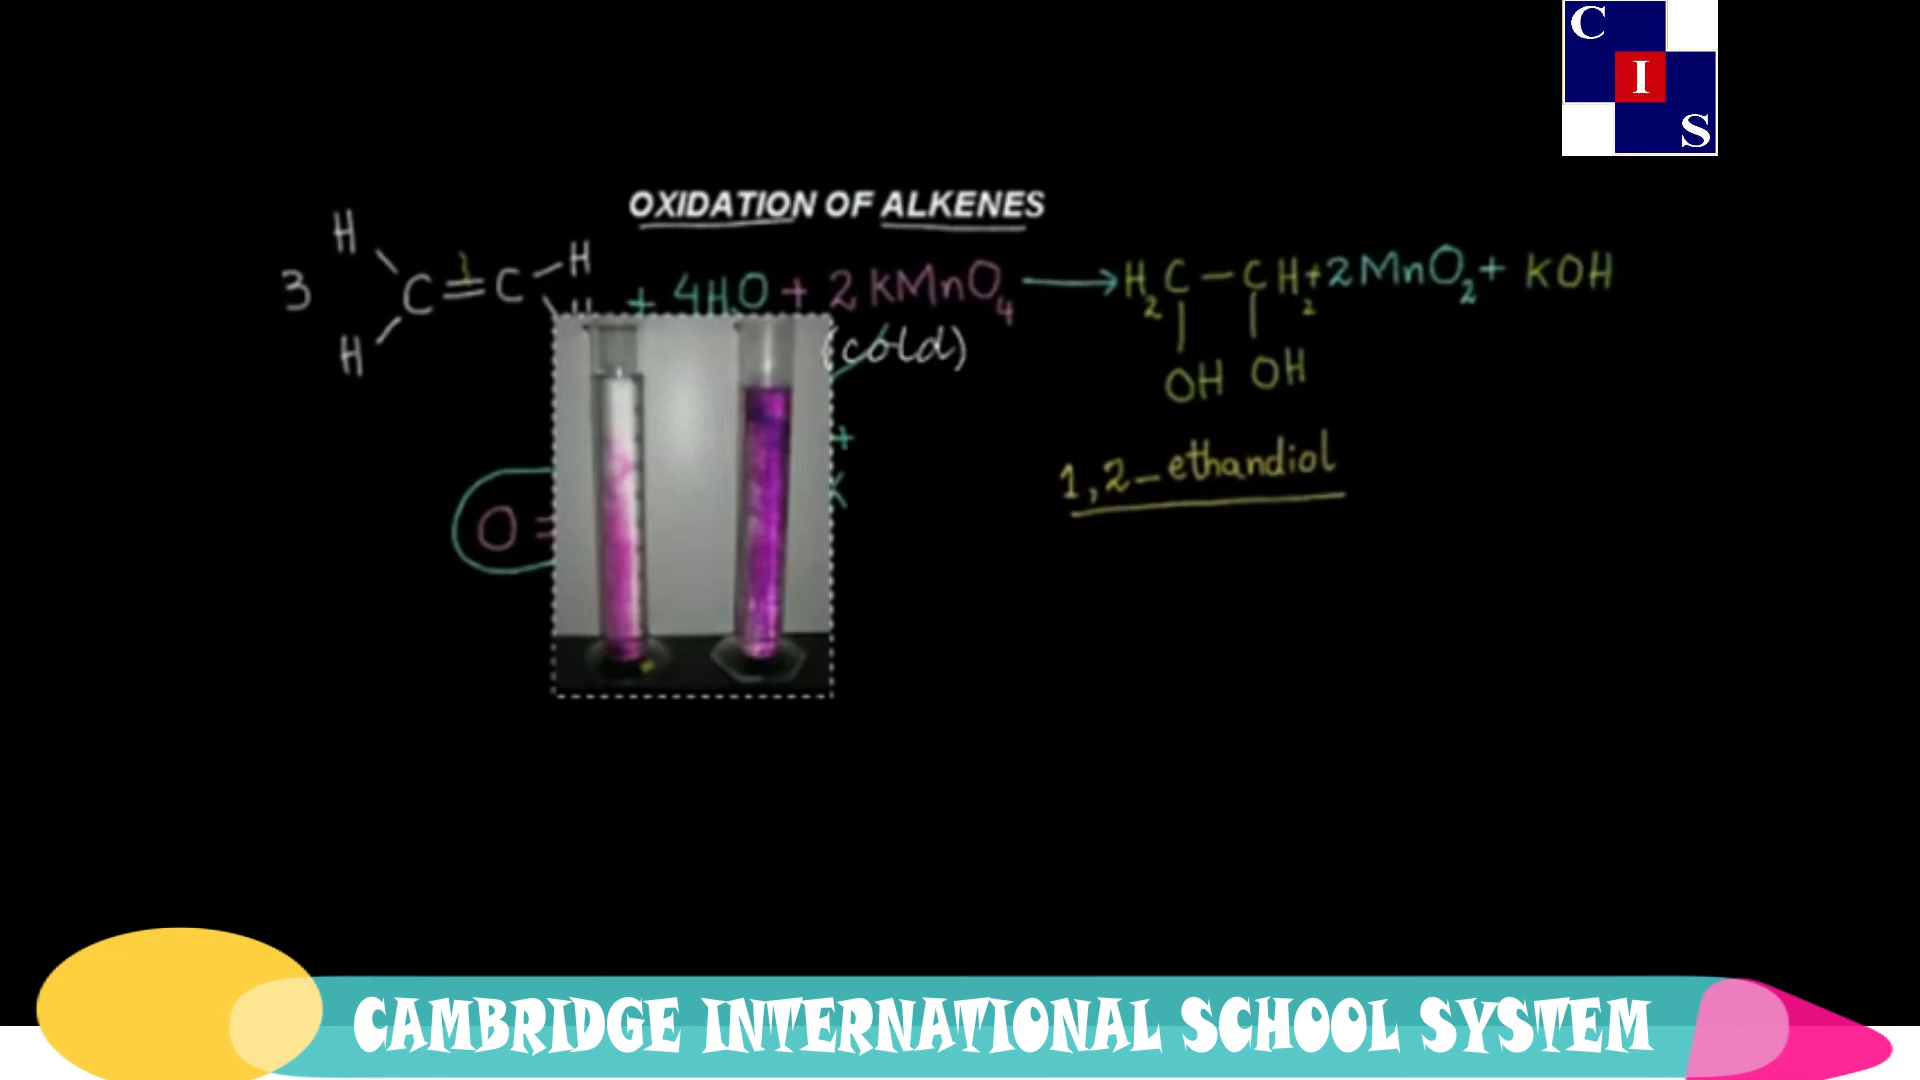 C
I
S
OXIDATION OF ALKENES
3 H H C = C H + 4H2O + 2 KMnO4 → H2C - CH2 + 2MnO2 + KOH
(cold)
OH OH
1,2-ethandiol
O =
CAMBRIDGE INTERNATIONAL SCHOOL SYSTEM